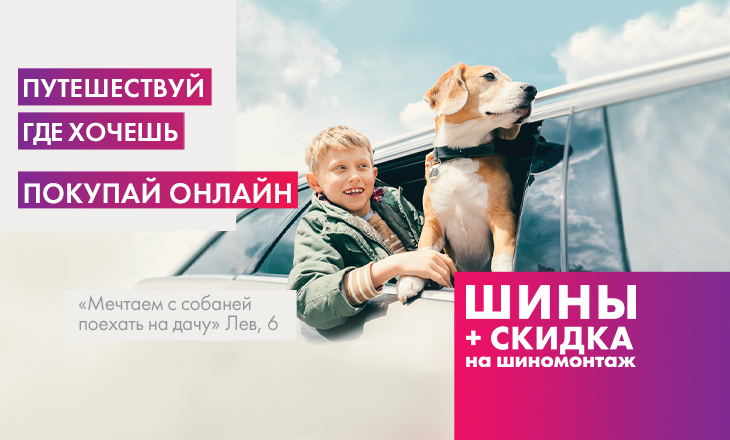 ПУТЕШЕСТВУЙ
ГДЕ ХОЧЕШЬ
ПОКУПАЙ ОНЛАЙН
«Мечтаем с собаней
поехать на дачу» Лев, 6
ШИНЫ
+ СКИДКА
на шиномонтаж